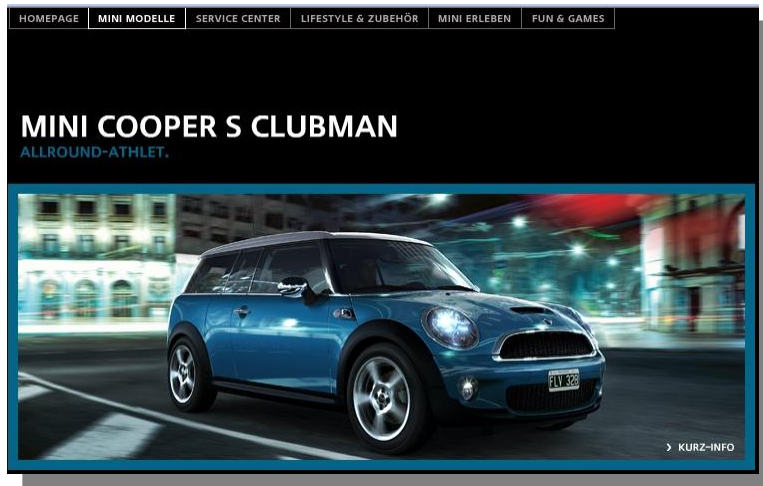 HOMEPAGE MINI MODELLE SERVICE CENTER LIFESTYLE & ZUBEHÖR MINI ERLEBEN FUN & GAMES
MINI COOPER S CLUBMAN
ALLROUND-ATHLET.
FLV 328
› KURZ-INFO